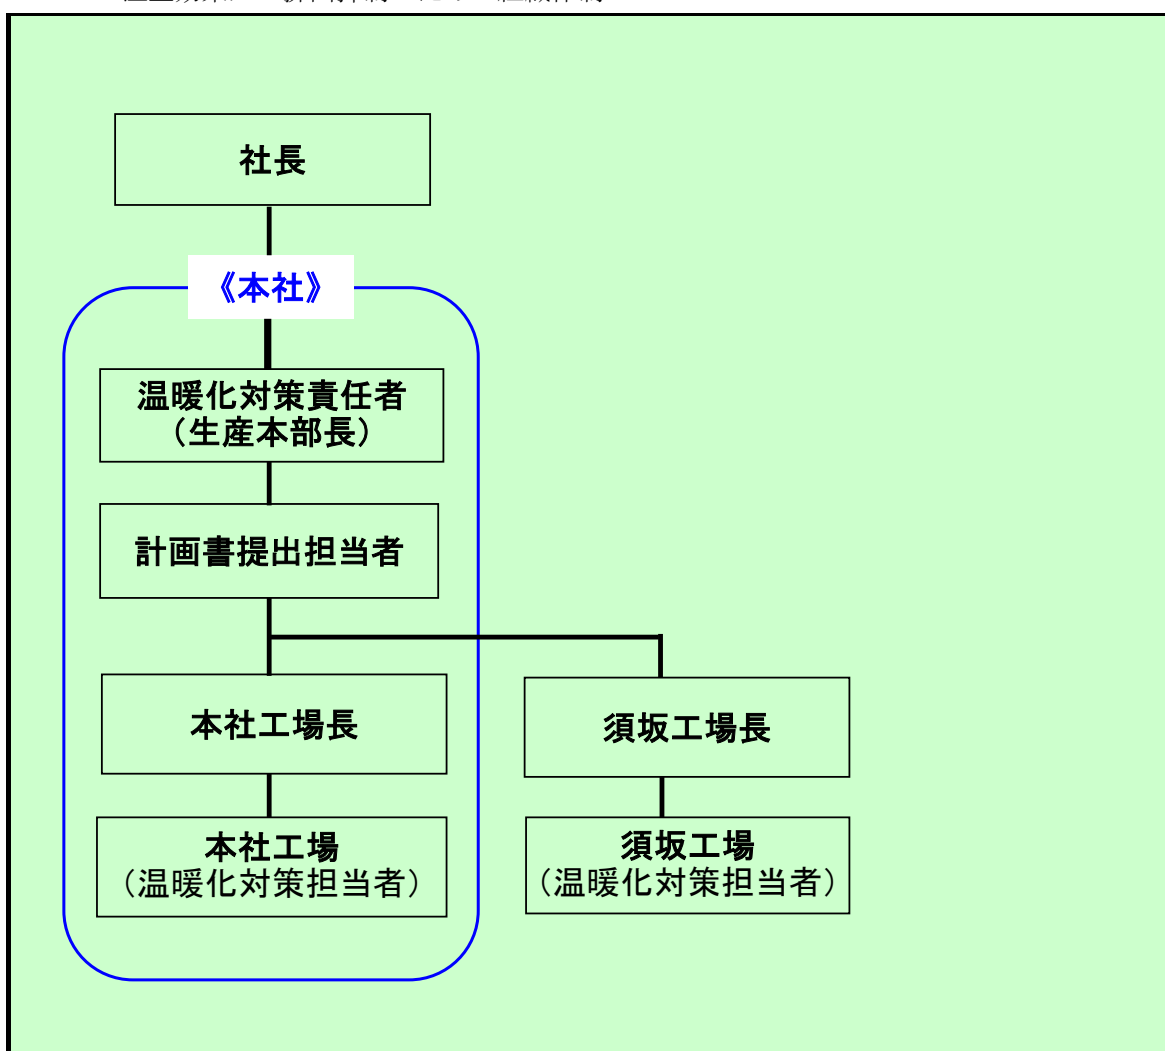 社長
《本社》
温暖化対策責任者
（生産本部長）
計画書提出担当者
本社工場長
須坂工場長
本社工場
（温暖化対策担当者）
須坂工場
（温暖化対策担当者）